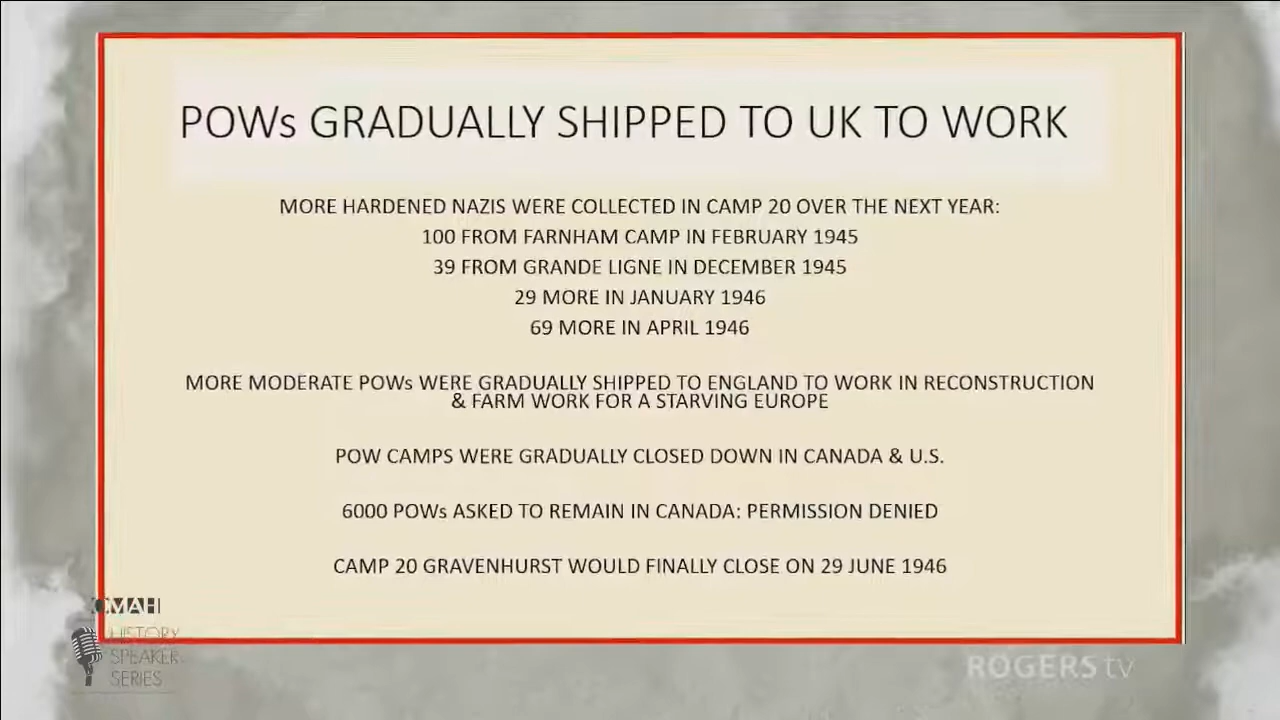 POWs GRADUALLY SHIPPED TO UK TO WORK
MORE HARDENED NAZIS WERE COLLECTED IN CAMP 20 OVER THE NEXT YEAR:
100 FROM FARNHAM CAMP IN FEBRUARY 1945
39 FROM GRANDE LIGNE IN DECEMBER 1945
29 MORE IN JANUARY 1946
69 MORE IN APRIL 1946
MORE MODERATE POWs WERE GRADUALLY SHIPPED TO ENGLAND TO WORK IN RECONSTRUCTION
& FARM WORK FOR A STARVING EUROPE
POW CAMPS WERE GRADUALLY CLOSED DOWN IN CANADA & U.S.
6000 POWs ASKED TO REMAIN IN CANADA: PERMISSION DENIED
CAMP 20 GRAVENHURST WOULD FINALLY CLOSE ON 29 JUNE 1946
OMAH
HISTORY
SPEAKER
SERIES
ROGERS tv